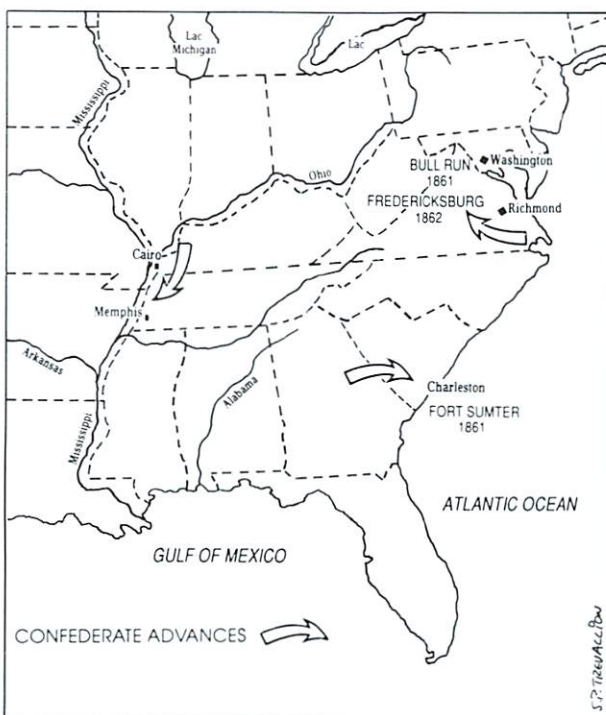 Lac
Michigan
Lac
Mississippi
Ohio
BULL RUN
1861
Washington
FREDERICKSBURG
1862
Richmond
Cairo
Memphis
Arkansas
Alabama
Mississippi
Charleston
FORT SUMTER
1861
ATLANTIC OCEAN
GULF OF MEXICO
CONFEDERATE ADVANCES